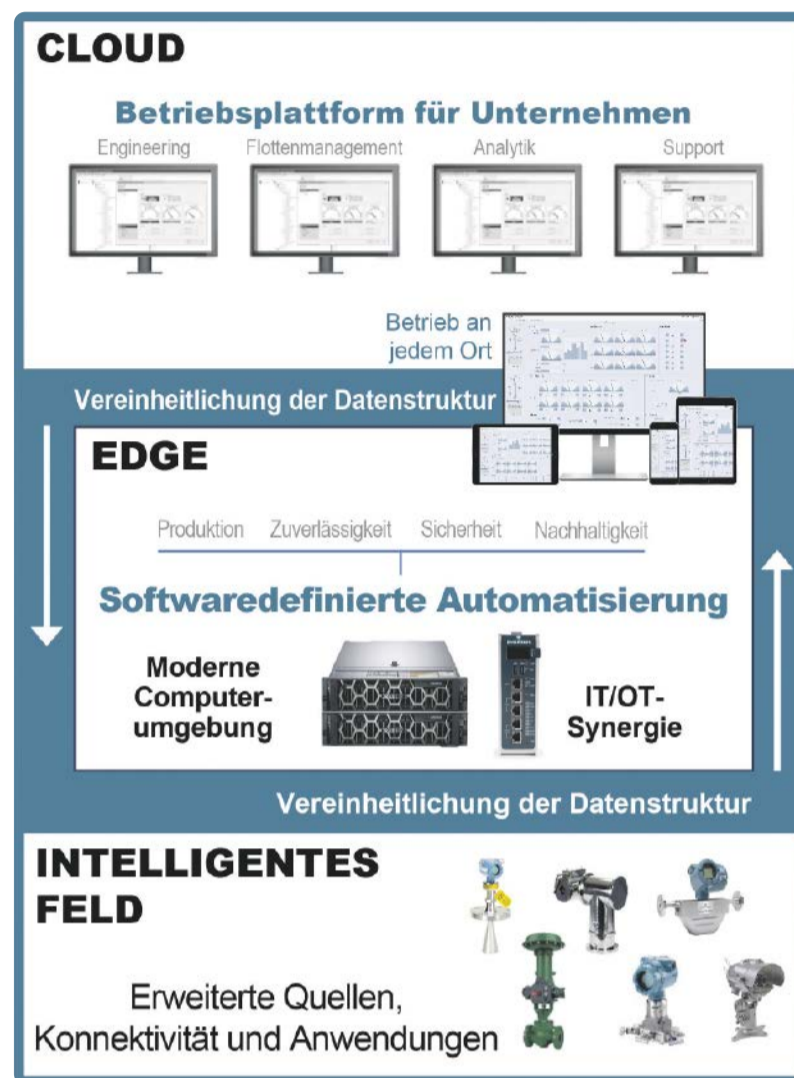 CLOUD
Betriebsplattform für Unternehmen
Engineering Flottenmanagement Analytik Support
Betrieb an
jedem Ort
Vereinheitlichung der Datenstruktur
EDGE
Produktion Zuverlässigkeit Sicherheit Nachhaltigkeit
Softwaredefinierte Automatisierung
Moderne
Computer-
umgebung
IT/OT-
Synergie
Vereinheitlichung der Datenstruktur
INTELLIGENTES
FELD
Erweiterte Quellen,
Konnektivität und Anwendungen